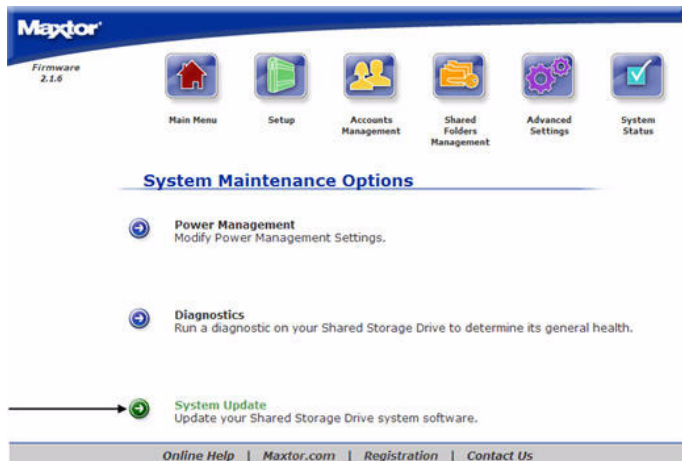 Maxtor
Firmware
2.1.6
Main Menu
Setup
Accounts
Management
Shared
Folders
Management
Advanced
Settings
System
Status
System Maintenance Options
Power Management
Modify Power Management Settings.
Diagnostics
Run a diagnostic on your Shared Storage Drive to determine its general health.
System Update
Update your Shared Storage Drive system software.
Online Help | Maxtor.com | Registration | Contact Us